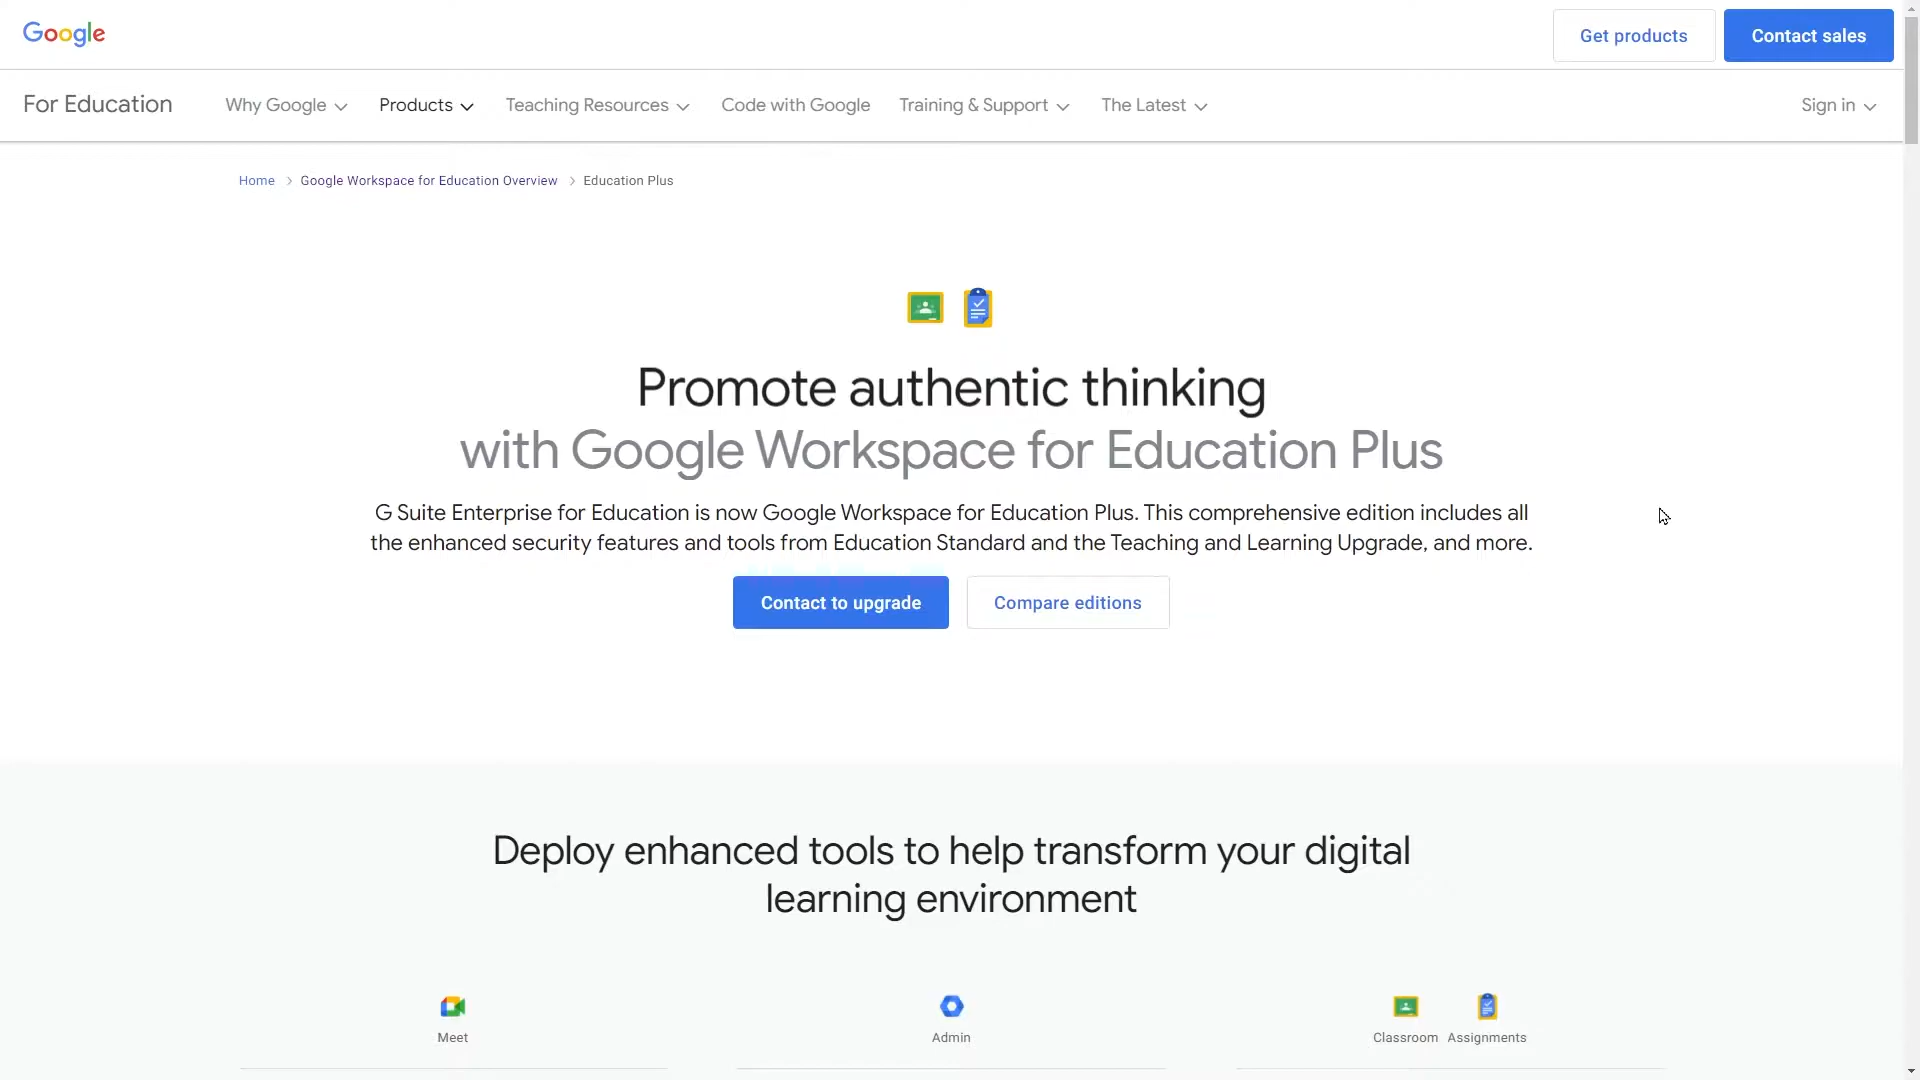 Google
Get products
Contact sales
For Education
Why Google
Products
Teaching Resources
Code with Google
Training & Support
The Latest
Sign in
Home
Google Workspace for Education Overview
Education Plus
Promote authentic thinking
with Google Workspace for Education Plus
G Suite Enterprise for Education is now Google Workspace for Education Plus. This comprehensive edition includes all
the enhanced security features and tools from Education Standard and the Teaching and Learning Upgrade, and more.
Contact to upgrade
Compare editions
Deploy enhanced tools to help transform your digital
learning environment
Meet
Admin
Classroom
Assignments